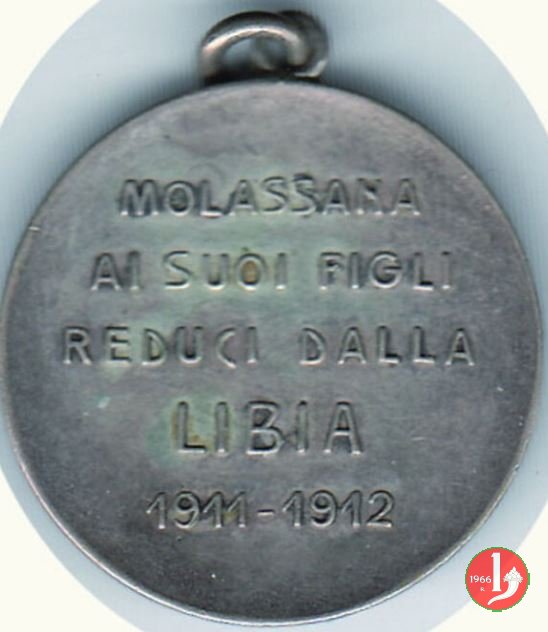 MOLASSANA
AI SUOI FIGLI
REDUCI DALLA
LIBIA
1911-1912
1966
R